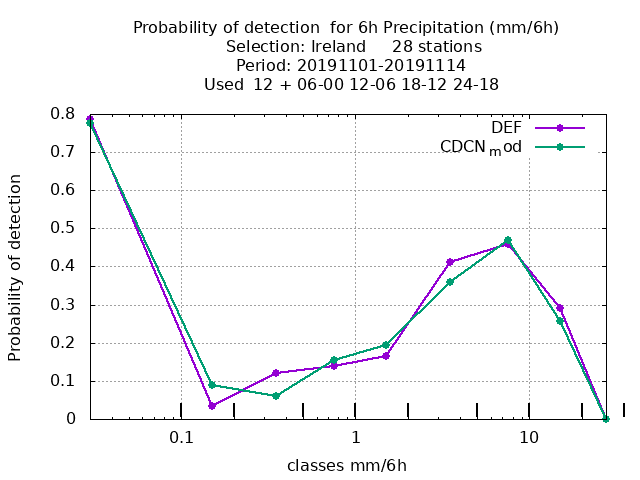 Probability of detection  for 6h Precipitation (mm/6h)
Selection: Ireland     28 stations
Period: 20191101-20191114
Used  12 + 06-00 12-06 18-12 24-18
DEF
CDCNmod
0.8
0.7
0.6
0.5
0.4
0.3
0.2
0.1
0
Probability of detection
0.1 1 10
classes mm/6h